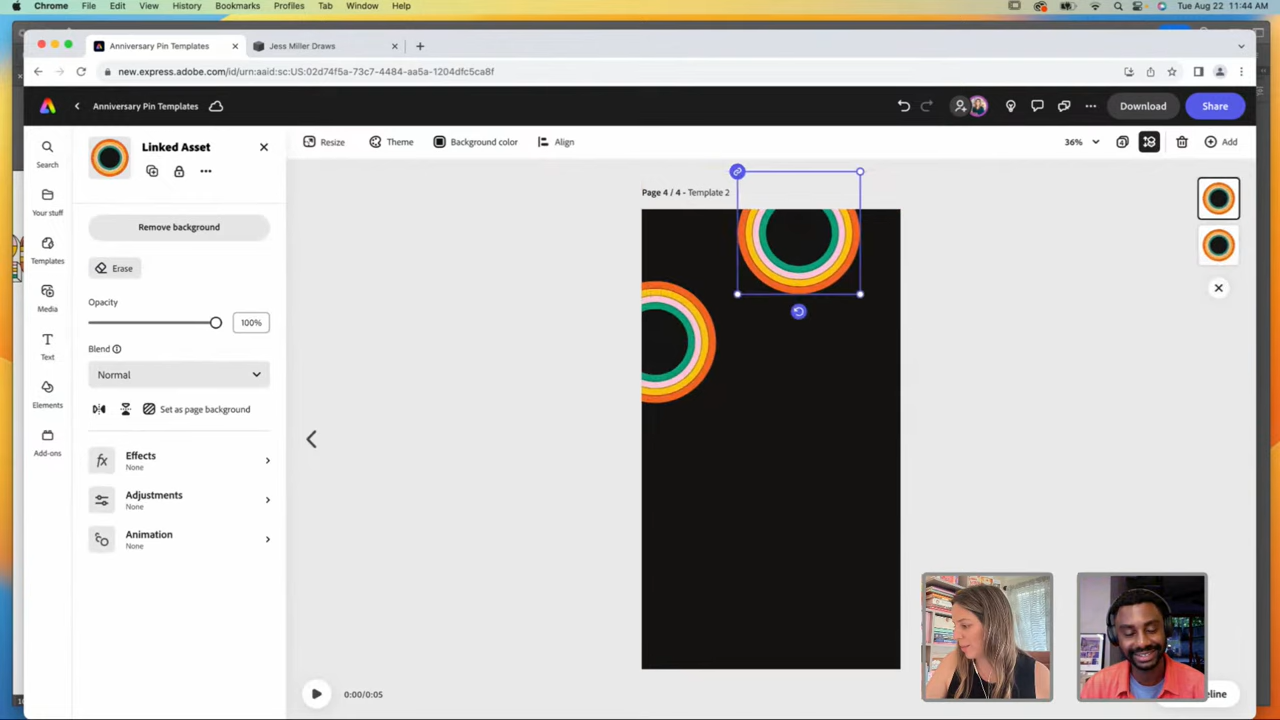 Chrome File Edit View History Bookmarks Profiles Tab Window Help
Tue Aug 22 11:44 AM
Anniversary Pin Templates
Jess Miller Draws
new.express.adobe.com/id/urn:aaid:sc:US:02d74f5a-73c7-4484-aa5a-1204dfc5ca8f
Anniversary Pin Templates
Download
Share
Search
Your stuff
Templates
Media
Text
Elements
Add-ons
Linked Asset
Remove background
Erase
Opacity
100%
Blend
Normal
Set as page background
Effects
None
Adjustments
None
Animation
None
Resize
Theme
Background color
Align
36%
Add
Page 4 / 4 - Template 2
0:00/0:05